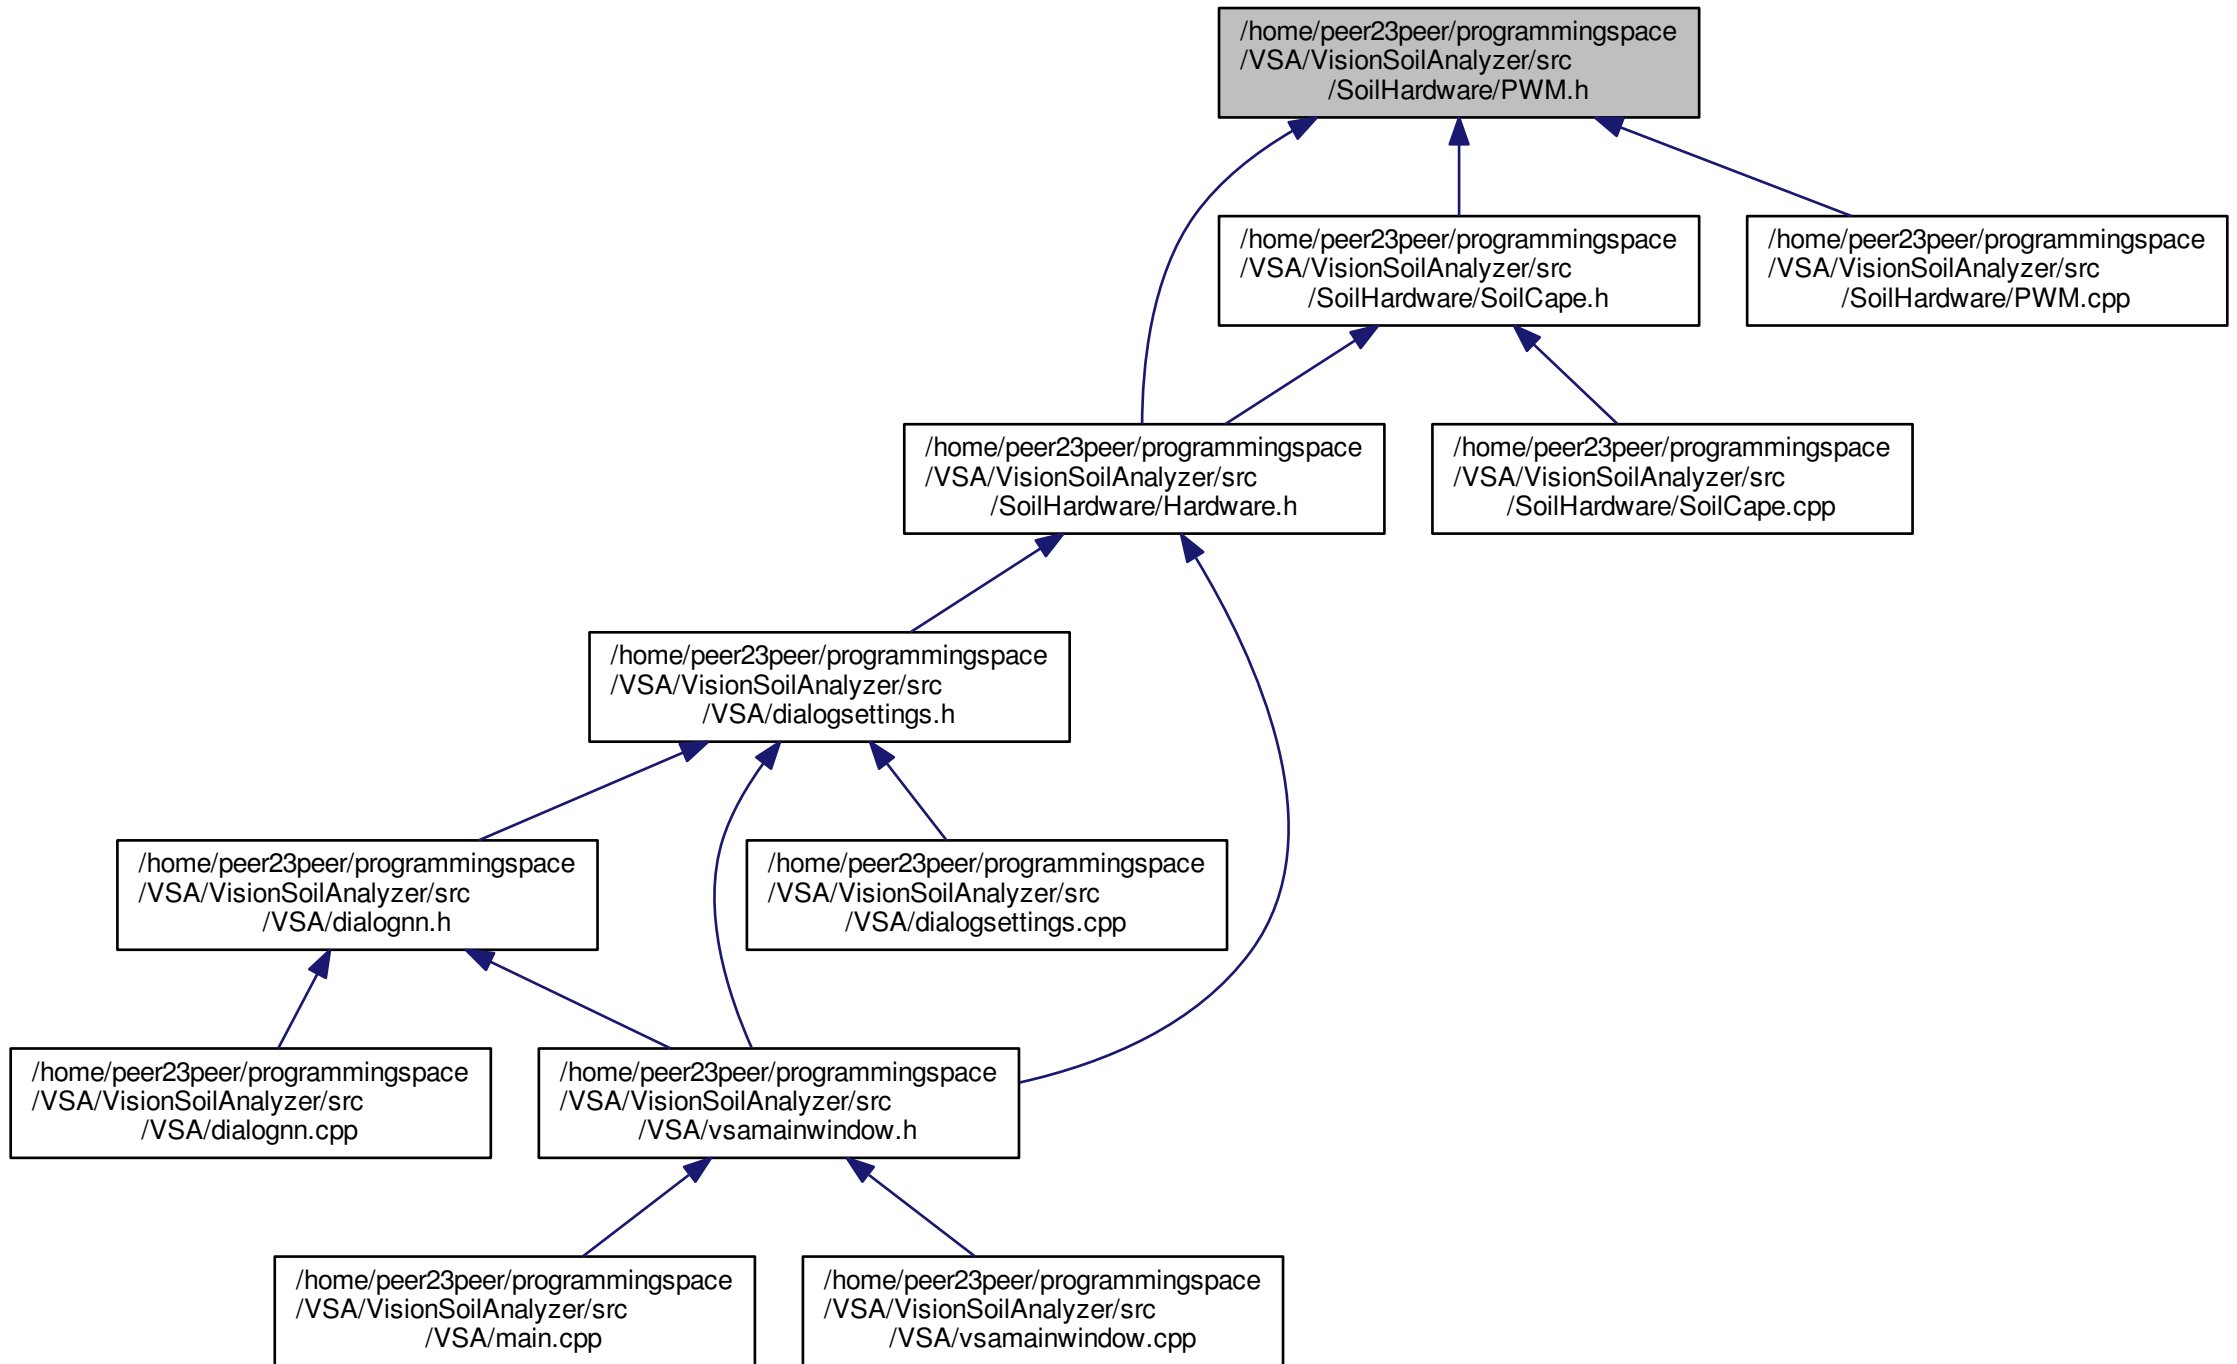 /home/peer23peer/programmingspace
/VSA/VisionSoilAnalyzer/src
/SoilHardware/PWM.h
/home/peer23peer/programmingspace
/VSA/VisionSoilAnalyzer/src
/SoilHardware/SoilCape.h
/home/peer23peer/programmingspace
/VSA/VisionSoilAnalyzer/src
/SoilHardware/PWM.cpp
/home/peer23peer/programmingspace
/VSA/VisionSoilAnalyzer/src
/SoilHardware/Hardware.h
/home/peer23peer/programmingspace
/VSA/VisionSoilAnalyzer/src
/SoilHardware/SoilCape.cpp
/home/peer23peer/programmingspace
/VSA/VisionSoilAnalyzer/src
/VSA/dialogsettings.h
/home/peer23peer/programmingspace
/VSA/VisionSoilAnalyzer/src
/VSA/dialognn.h
/home/peer23peer/programmingspace
/VSA/VisionSoilAnalyzer/src
/VSA/dialogsettings.cpp
/home/peer23peer/programmingspace
/VSA/VisionSoilAnalyzer/src
/VSA/dialognn.cpp
/home/peer23peer/programmingspace
/VSA/VisionSoilAnalyzer/src
/VSA/vsamainwindow.h
/home/peer23peer/programmingspace
/VSA/VisionSoilAnalyzer/src
/VSA/main.cpp
/home/peer23peer/programmingspace
/VSA/VisionSoilAnalyzer/src
/VSA/vsamainwindow.cpp